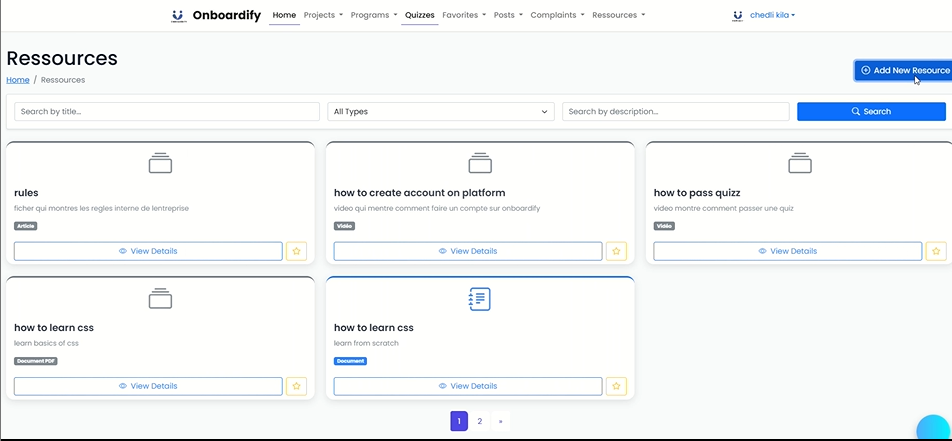 Onboardify Home Projects Programs Quizzes Favorites Posts Complaints Ressources chedli kila
Ressources
Home / Ressources
Add New Resource
Search by title... All Types Search by description... Search
rules
ficher qui montres les regles interne de lentreprise
Article
View Details
how to create account on platform
video qui mentre comment faire un compte sur onboardify
Vidéo
View Details
how to pass quizz
video montre comment passer une quiz
Vidéo
View Details
how to learn css
learn basics of css
Document PDF
View Details
how to learn css
learn from scratch
Document
View Details
1 2 »